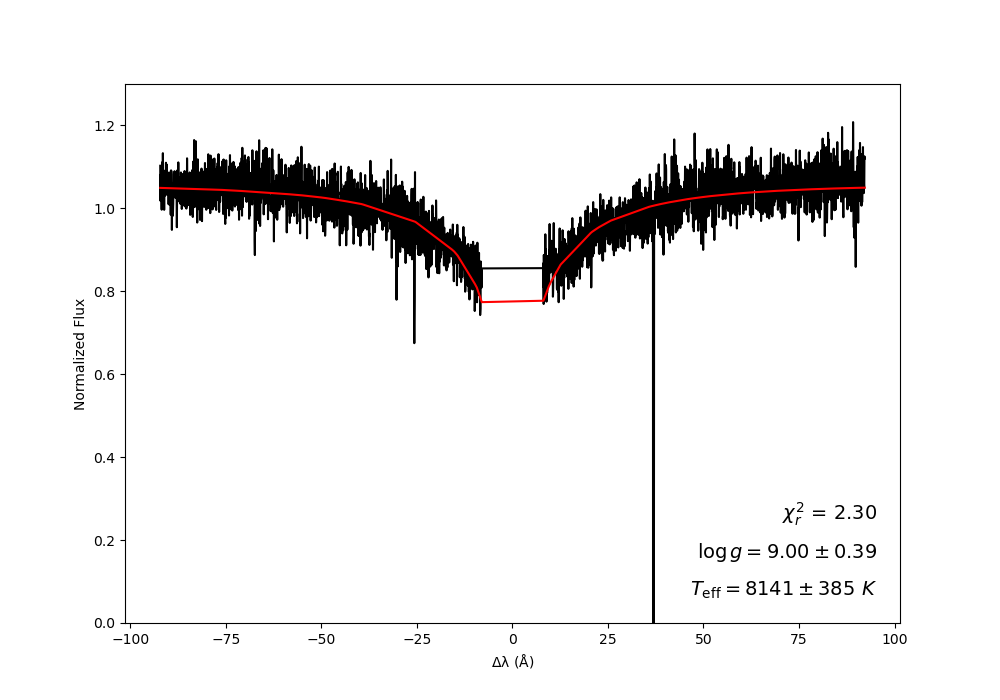 1.2
1.0
0.8
0.6
0.4
0.2
0.0
Normalized Flux
χ²ᵣ = 2.30
log g = 9.00 ± 0.39
T_eff = 8141 ± 385 K
−100 −75 −50 −25 0 25 50 75 100
Δλ (Å)